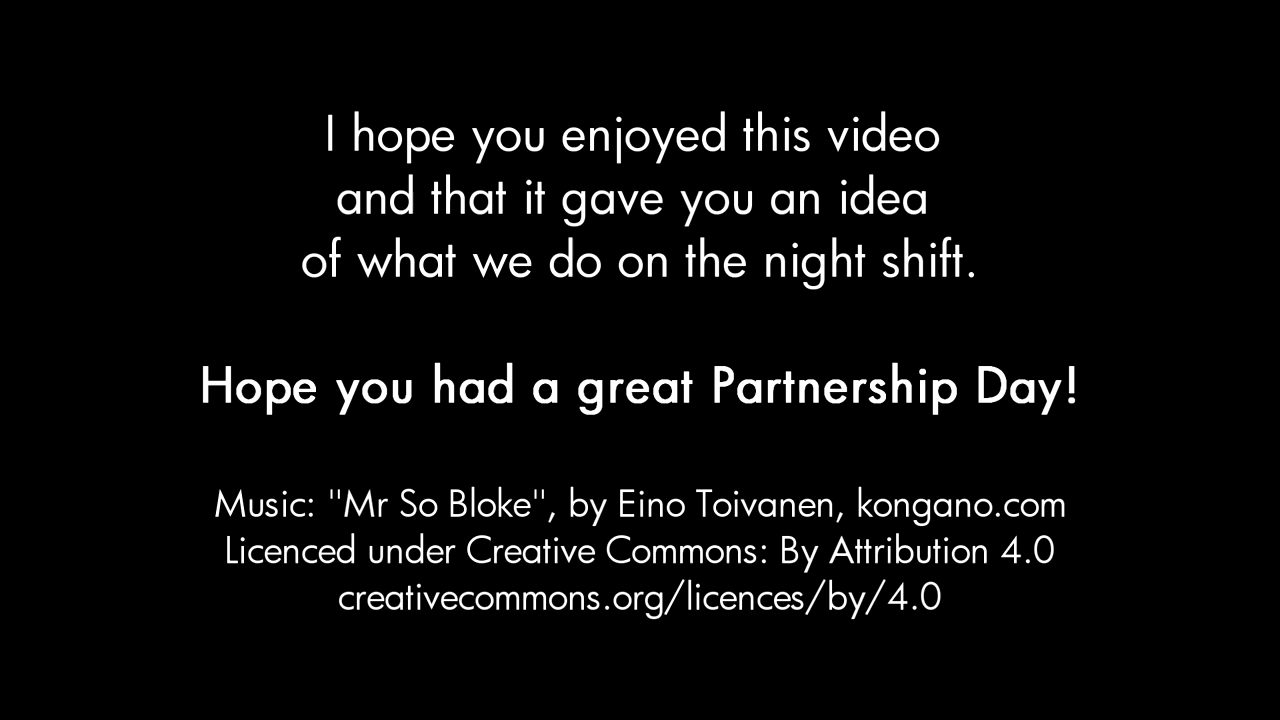 I hope you enjoyed this video
and that it gave you an idea
of what we do on the night shift.
Hope you had a great Partnership Day!
Music: "Mr So Bloke", by Eino Toivanen, kongano.com
Licenced under Creative Commons: By Attribution 4.0
creativecommons.org/licences/by/4.0